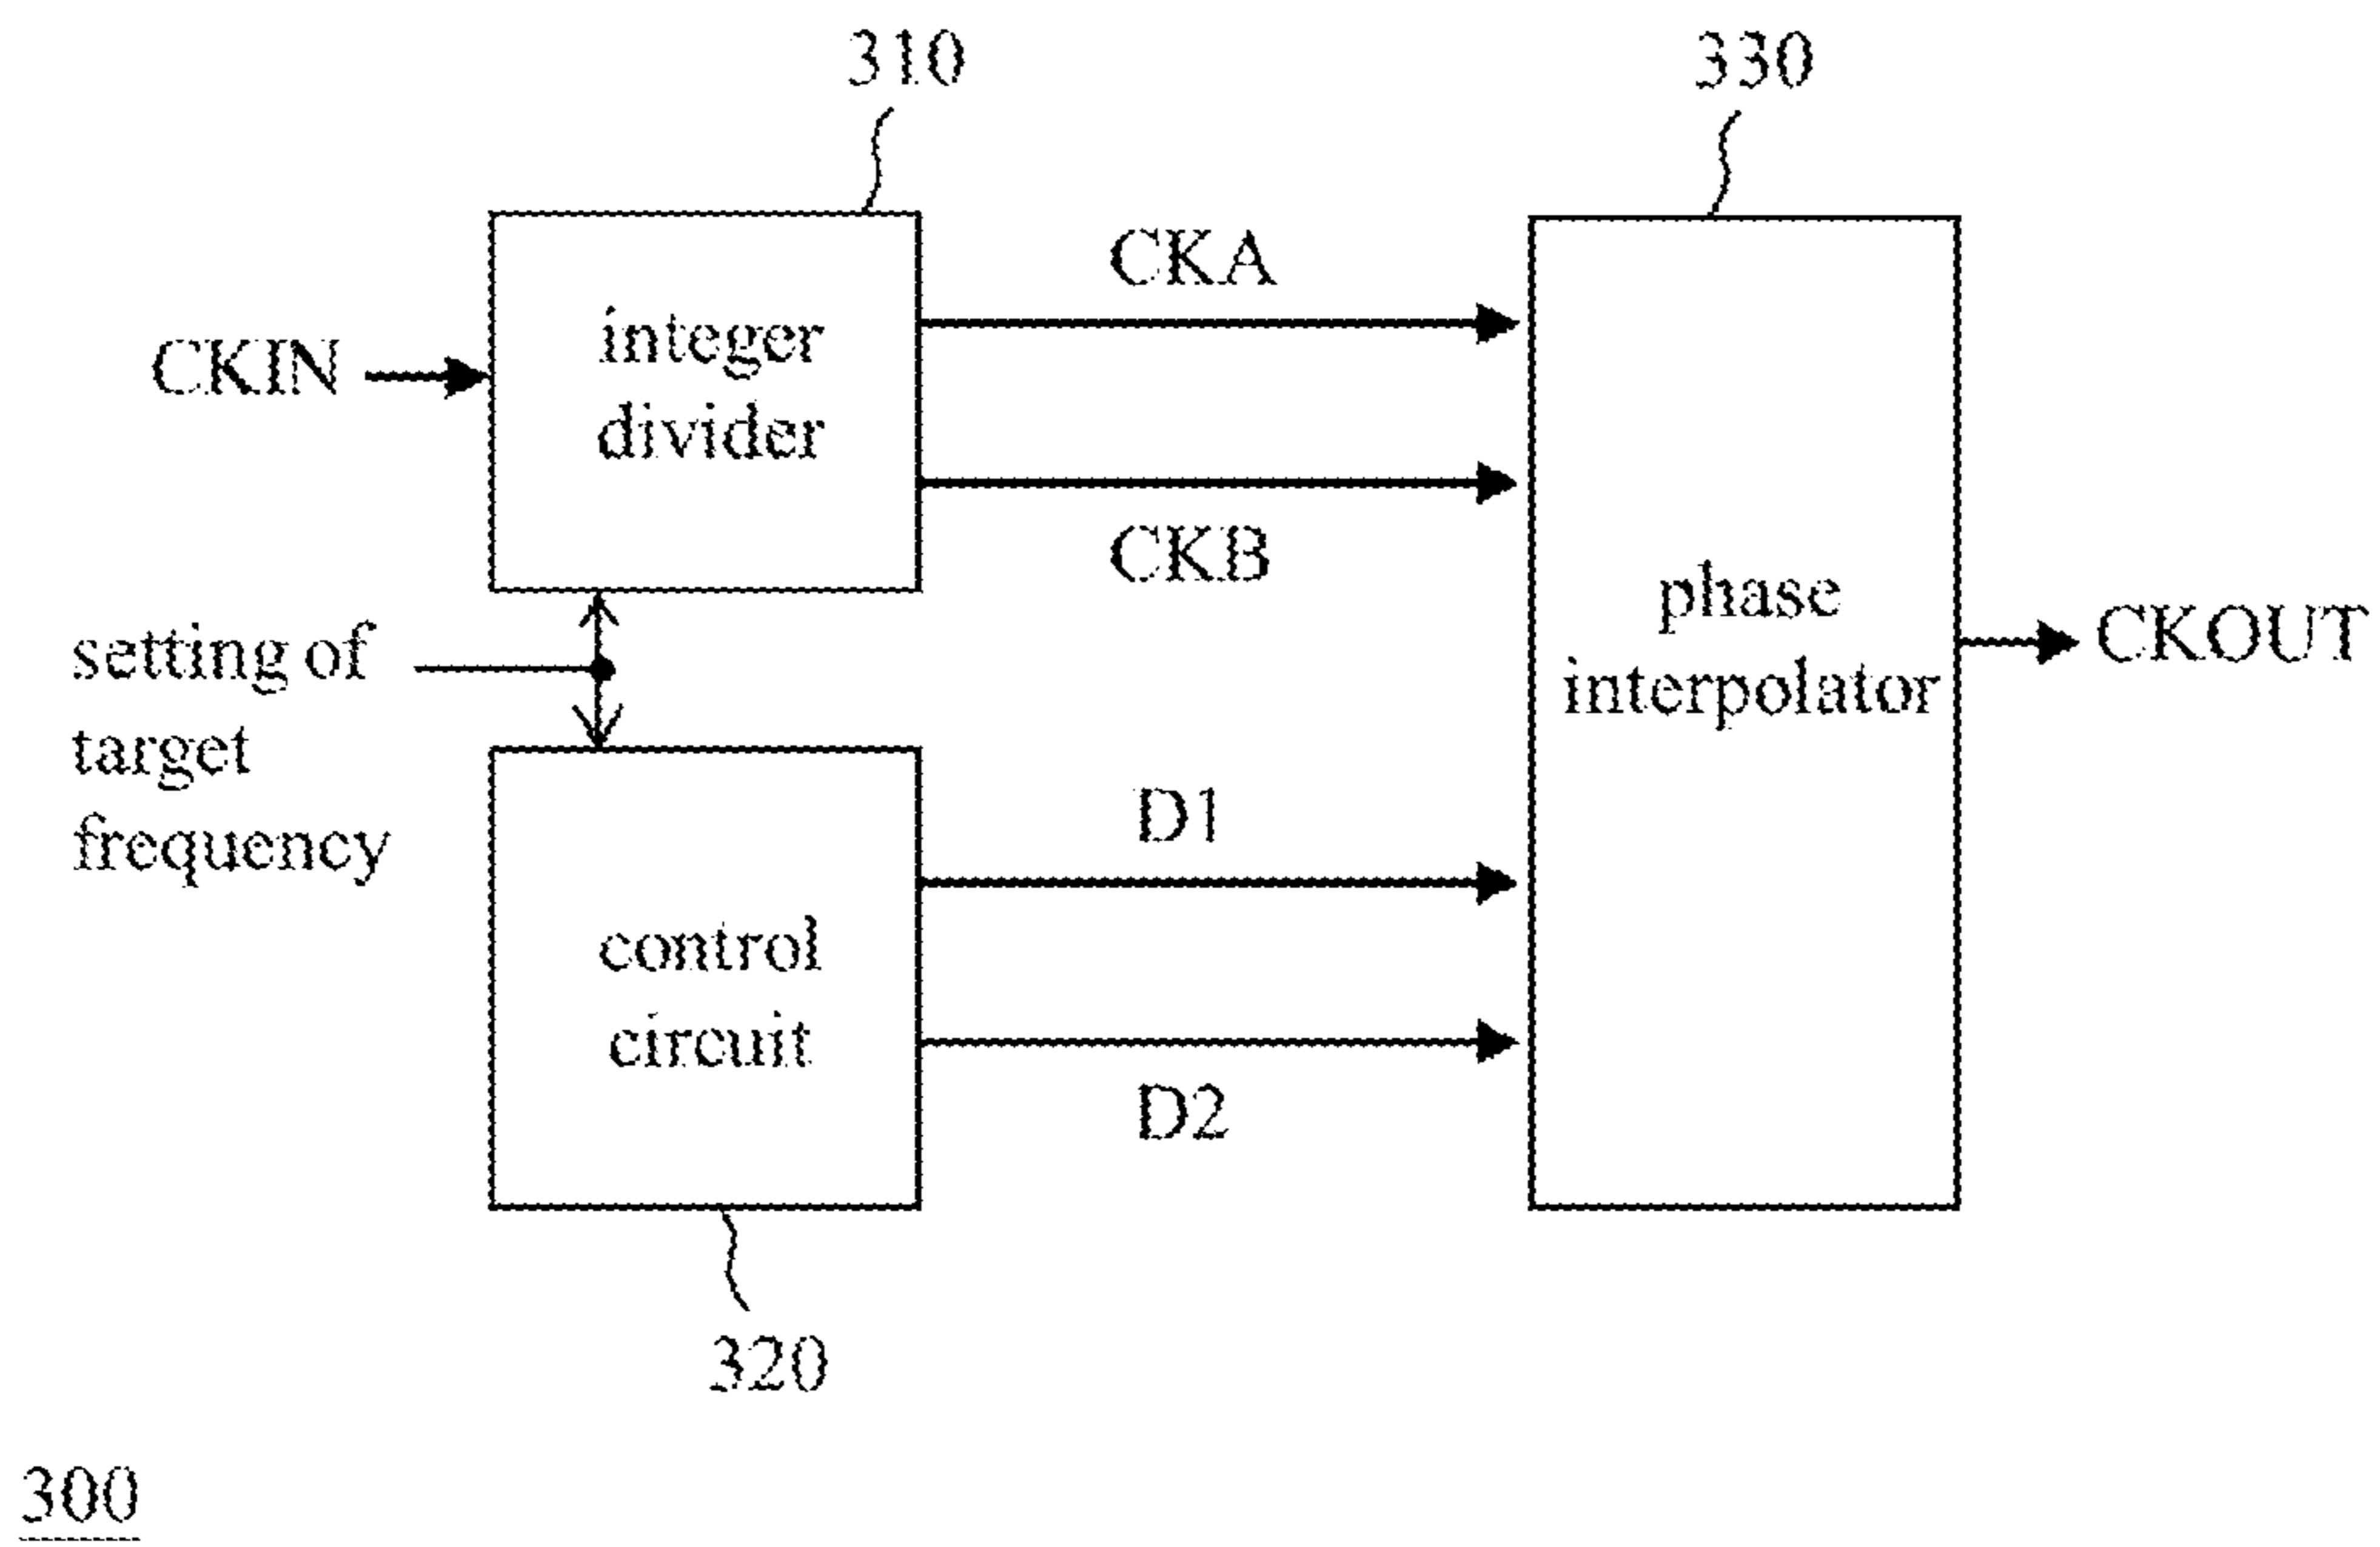 310
330
CKIN
integer
divider
CKA
CKB
setting of
target
frequency
phase
interpolator
CKOUT
control
circuit
D1
D2
320
300